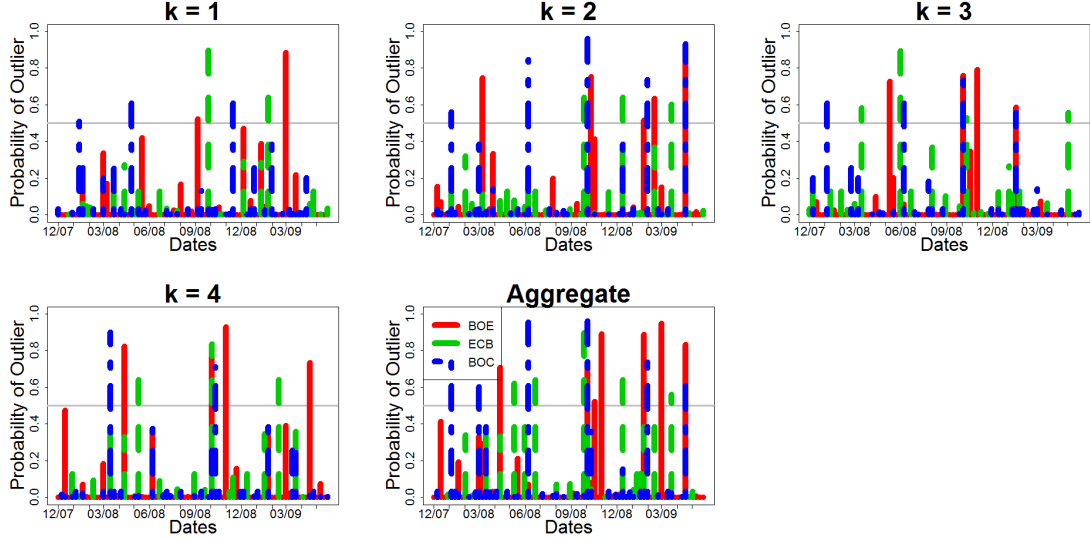 k = 1
Probability of Outlier
0.0 0.2 0.4 0.6 0.8 1.0
12/07 03/08 06/08 09/08 12/08 03/09
Dates
k = 2
Probability of Outlier
0.0 0.2 0.4 0.6 0.8 1.0
12/07 03/08 06/08 09/08 12/08 03/09
Dates
k = 3
Probability of Outlier
0.0 0.2 0.4 0.6 0.8 1.0
12/07 03/08 06/08 09/08 12/08 03/09
Dates
k = 4
Probability of Outlier
0.0 0.2 0.4 0.6 0.8 1.0
12/07 03/08 06/08 09/08 12/08 03/09
Dates
Aggregate
Probability of Outlier
0.0 0.2 0.4 0.6 0.8 1.0
BOE
ECB
BOC
12/07 03/08 06/08 09/08 12/08 03/09
Dates